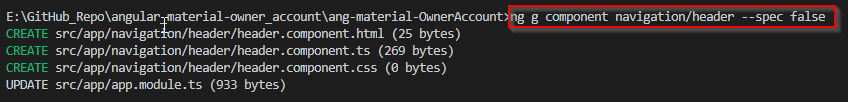 E:\GitHub_Repo\angular-material-owner_account\ang-material-OwnerAccount>ng g component navigation/header --spec false
CREATE src/app/navigation/header/header.component.html (25 bytes)
CREATE src/app/navigation/header/header.component.ts (269 bytes)
CREATE src/app/navigation/header/header.component.css (0 bytes)
UPDATE src/app/app.module.ts (933 bytes)